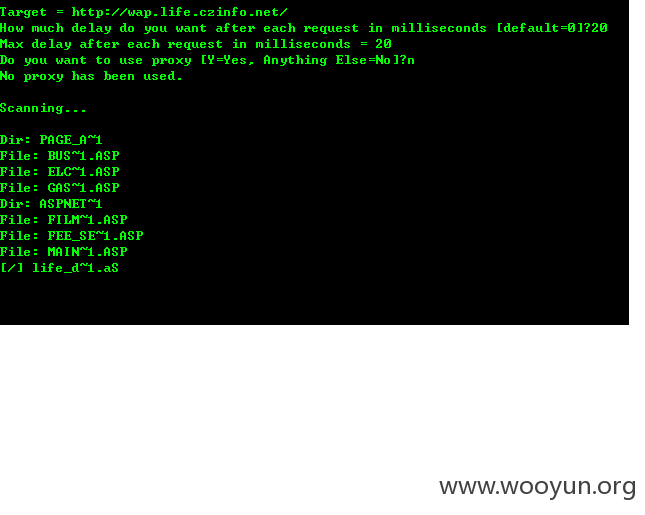 Target = http://wap.life.czinfo.net/
How much delay do you want after each request in milliseconds [default=0]?20
Max delay after each request in milliseconds = 20
Do you want to use proxy [Y=Yes, Anything Else=No]?n
No proxy has been used.
Scanning...
Dir: PAGE_A~1
File: BUS~1.ASP
File: ELC~1.ASP
File: GAS~1.ASP
Dir: ASPNET~1
File: FILM~1.ASP
File: FEE_SE~1.ASP
File: MAIN~1.ASP
[/] life_d~1.aS
www.wooyun.org